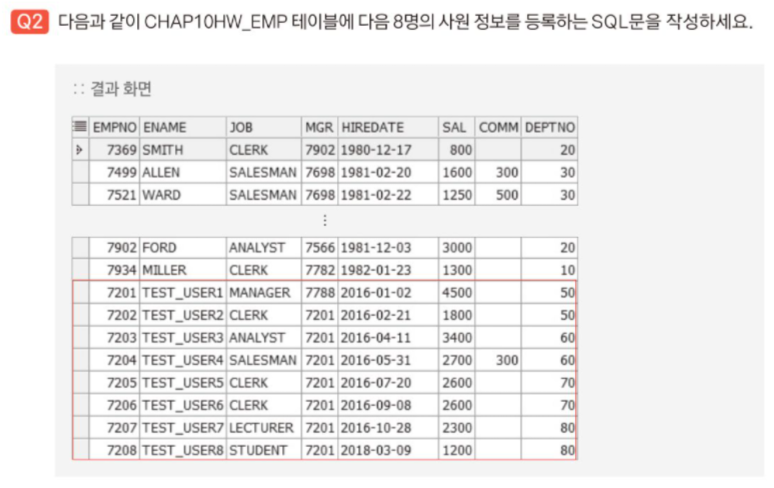 Q2 다음과 같이 CHAP10HW_EMP 테이블에 다음 8명의 사원 정보를 등록하는 SQL문을 작성하세요.
:: 결과 화면
EMPNO ENAME JOB MGR HIREDATE SAL COMM DEPTNO
7369 SMITH CLERK 7902 1980-12-17 800 20
7499 ALLEN SALESMAN 7698 1981-02-20 1600 300 30
7521 WARD SALESMAN 7698 1981-02-22 1250 500 30
⋮
7902 FORD ANALYST 7566 1981-12-03 3000 20
7934 MILLER CLERK 7782 1982-01-23 1300 10
7201 TEST_USER1 MANAGER 7788 2016-01-02 4500 50
7202 TEST_USER2 CLERK 7201 2016-02-21 1800 50
7203 TEST_USER3 ANALYST 7201 2016-04-11 3400 60
7204 TEST_USER4 SALESMAN 7201 2016-05-31 2700 300 60
7205 TEST_USER5 CLERK 7201 2016-07-20 2600 70
7206 TEST_USER6 CLERK 7201 2016-09-08 2600 70
7207 TEST_USER7 LECTURER 7201 2016-10-28 2300 80
7208 TEST_USER8 STUDENT 7201 2018-03-09 1200 80